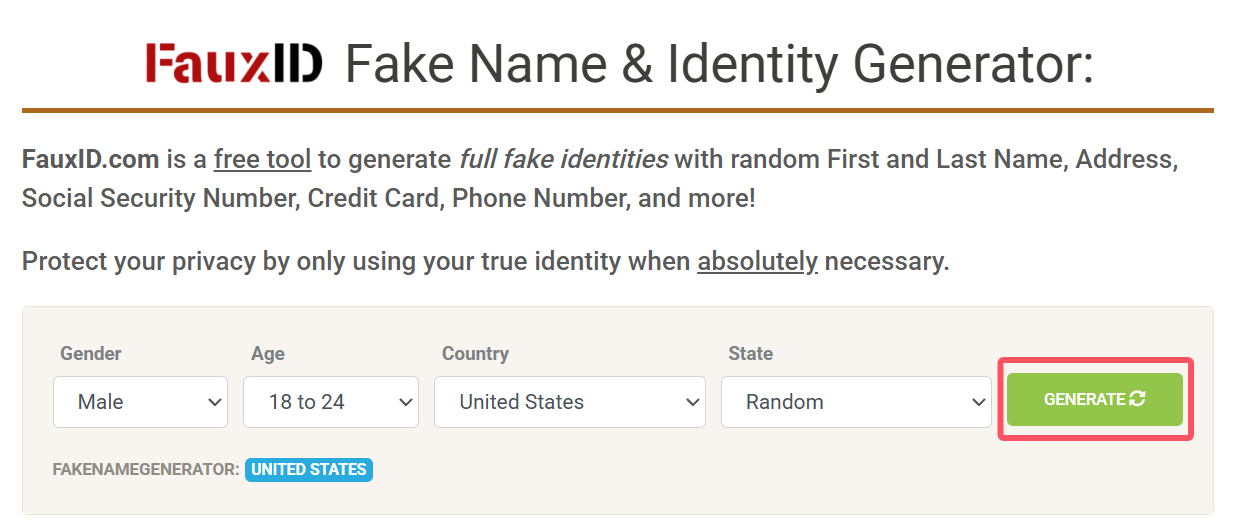 FauxID Fake Name & Identity Generator:
FauxID.com is a free tool to generate full fake identities with random First and Last Name, Address,
Social Security Number, Credit Card, Phone Number, and more!
Protect your privacy by only using your true identity when absolutely necessary.
Gender Age Country State
Male 18 to 24 United States Random GENERATE
FAKENAMEGENERATOR: UNITED STATES